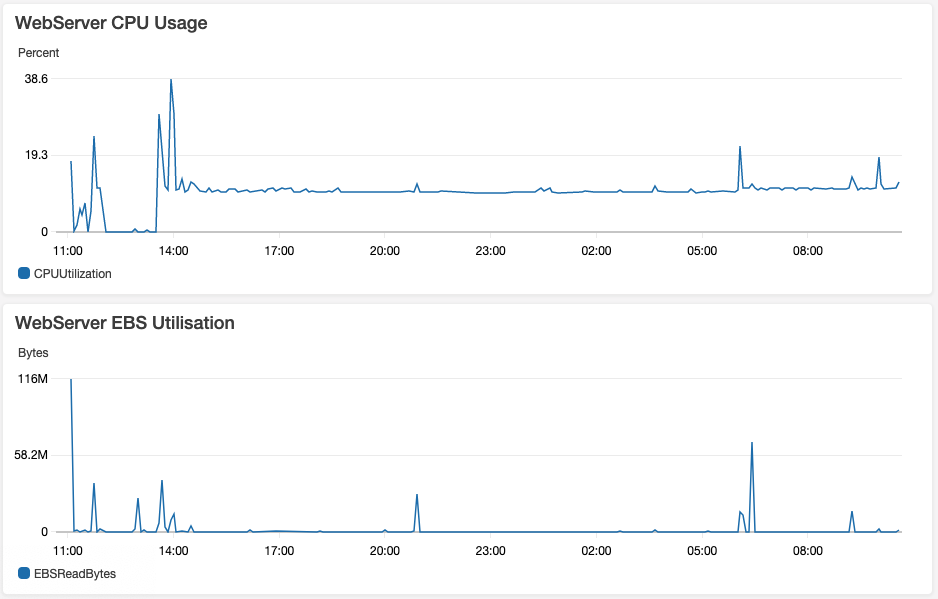 WebServer CPU Usage
Percent
38.6
19.3
0
11:00 14:00 17:00 20:00 23:00 02:00 05:00 08:00
CPUUtilization
WebServer EBS Utilisation
Bytes
116M
58.2M
0
11:00 14:00 17:00 20:00 23:00 02:00 05:00 08:00
EBSReadBytes